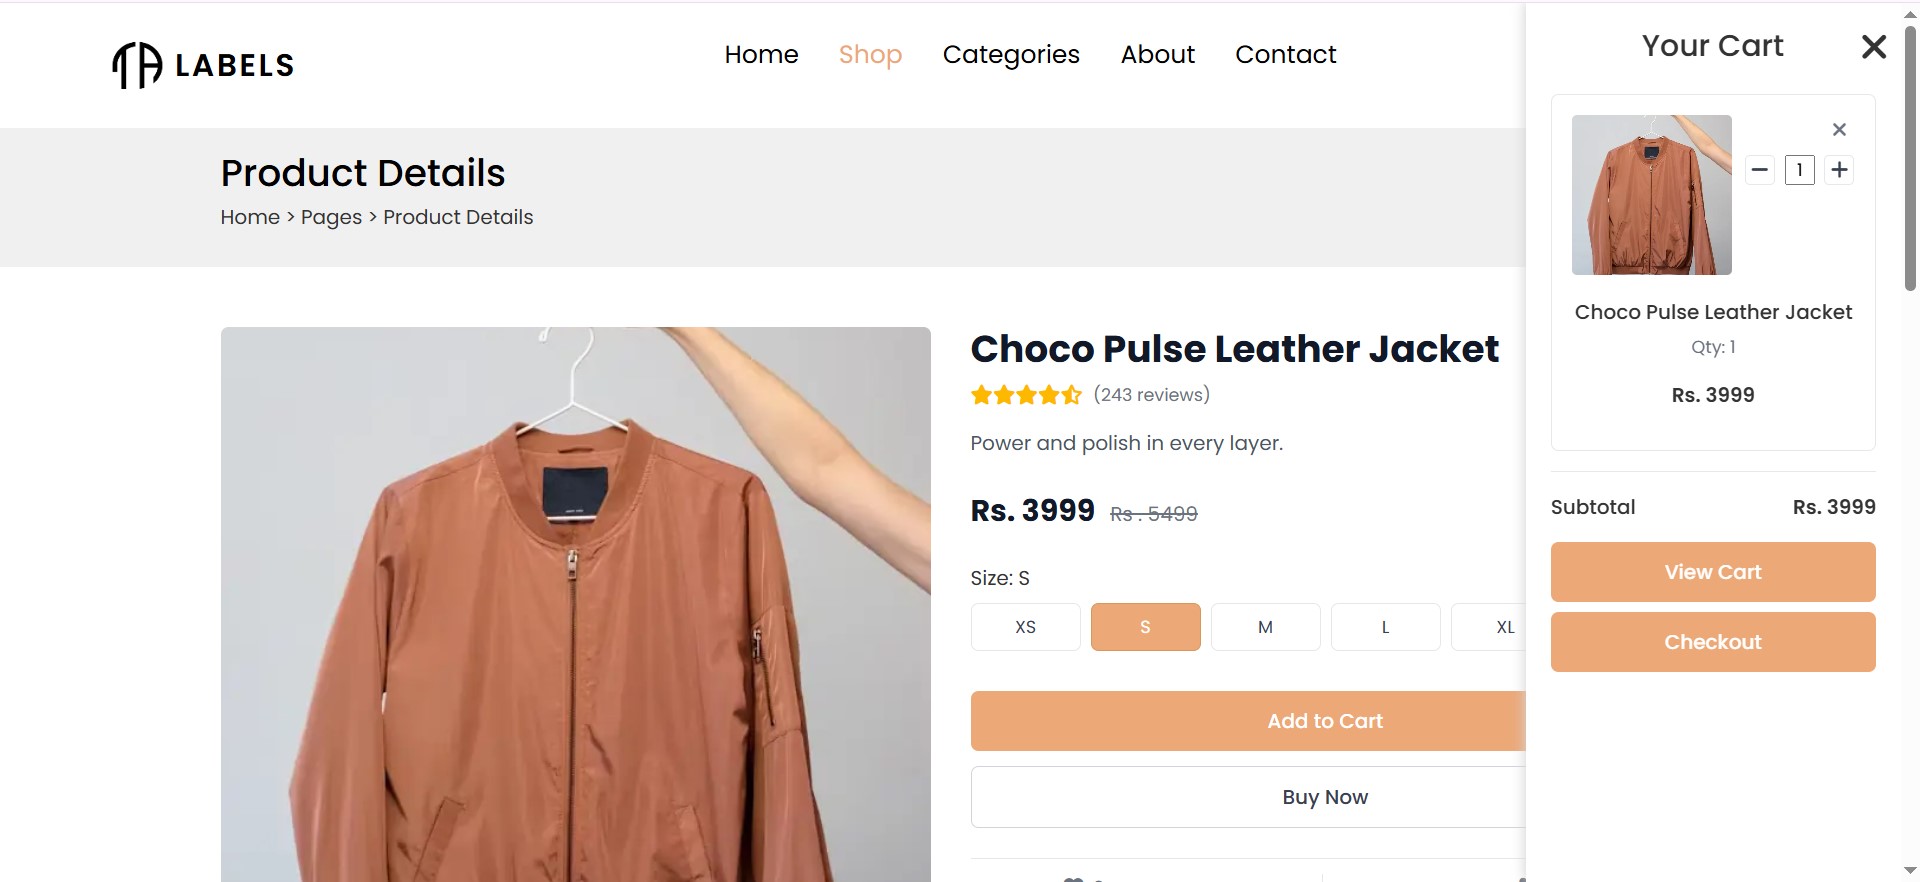 TA LABELS
Home Shop Categories About Contact
Product Details
Home > Pages > Product Details
Choco Pulse Leather Jacket
(243 reviews)
Power and polish in every layer.
Rs. 3999 Rs . 5499
Size: S
XS S M L XL
Add to Cart
Buy Now
Your Cart
1
Choco Pulse Leather Jacket
Qty: 1
Rs. 3999
Subtotal Rs. 3999
View Cart
Checkout